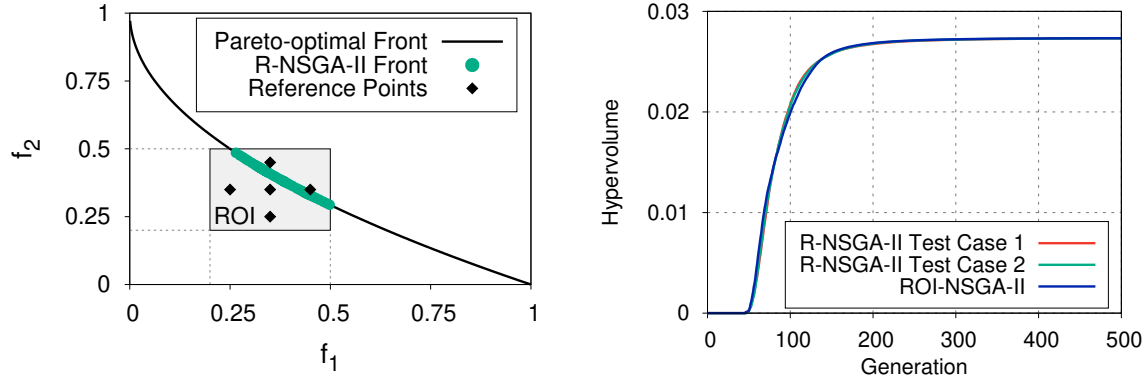 1
0.75
0.5
0.25
0
f2
Pareto-optimal Front
R-NSGA-II Front
Reference Points
ROI
0 0.25 0.5 0.75 1
f1
0.03
0.02
0.01
0
Hypervolume
R-NSGA-II Test Case 1
R-NSGA-II Test Case 2
ROI-NSGA-II
0 100 200 300 400 500
Generation